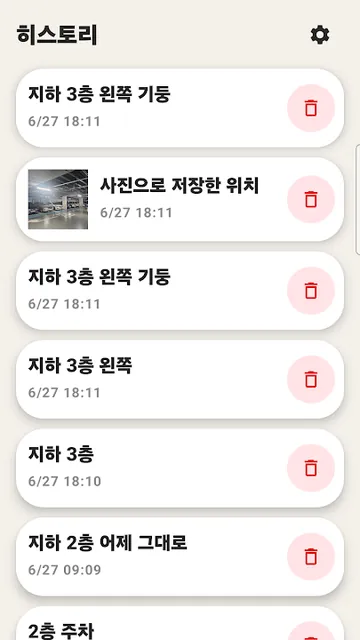 히스토리
지하 3층 왼쪽 기둥
6/27 18:11
사진으로 저장한 위치
6/27 18:11
지하 3층 왼쪽 기둥
6/27 18:11
지하 3층 왼쪽
6/27 18:11
지하 3층
6/27 18:10
지하 2층 어제 그대로
6/27 09:09
2층 주차